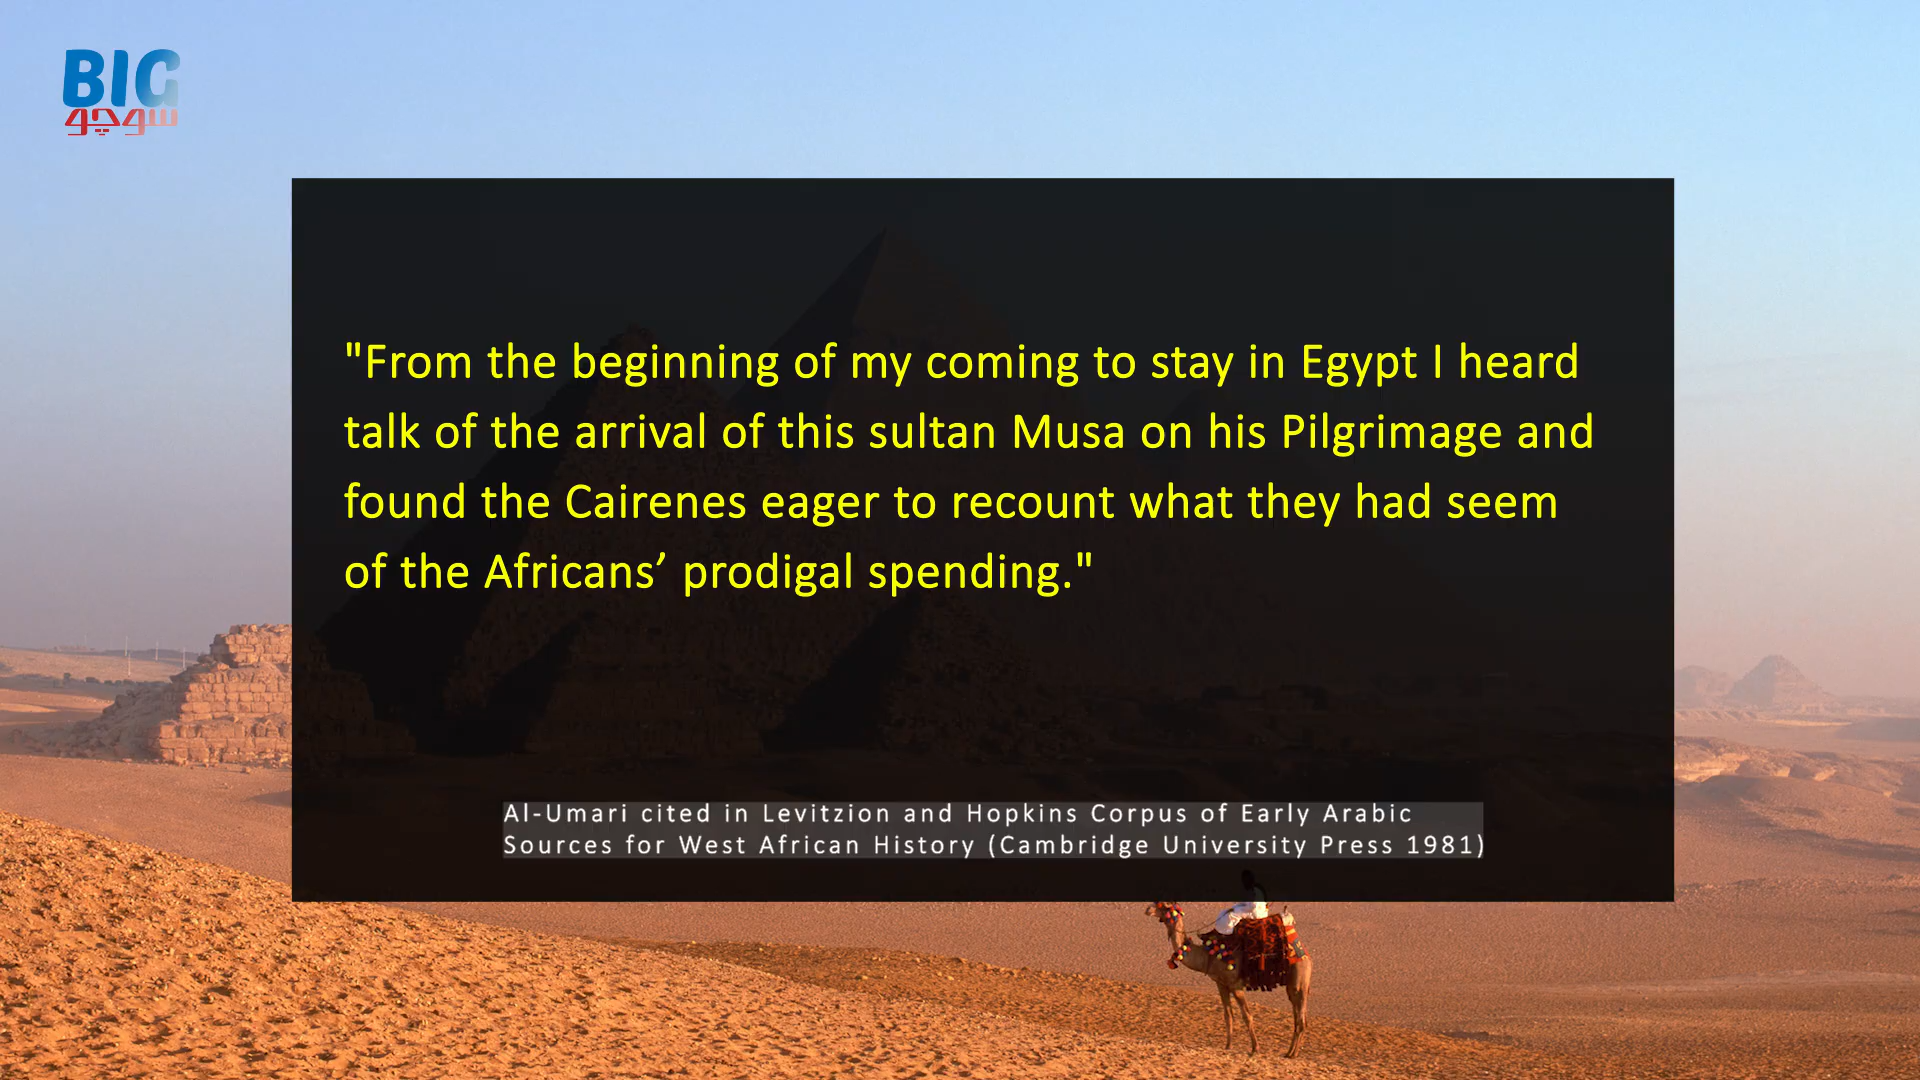 BIG
سوچو
"From the beginning of my coming to stay in Egypt I heard
talk of the arrival of this sultan Musa on his Pilgrimage and
found the Cairenes eager to recount what they had seem
of the Africans’ prodigal spending."
Al-Umari cited in Levitzion and Hopkins Corpus of Early Arabic
Sources for West African History (Cambridge University Press 1981)